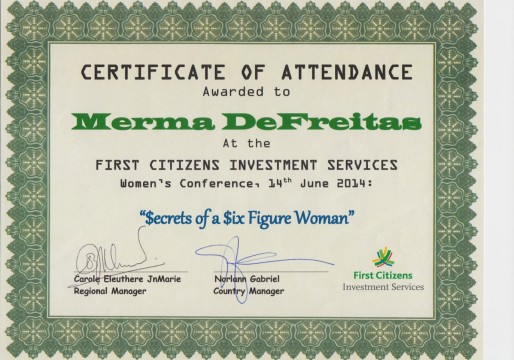 CERTIFICATE OF ATTENDANCE
Awarded to
Merma DeFreitas
At the
FIRST CITIZENS INVESTMENT SERVICES
Women's Conference, 14th June 2014:
"$ecrets of a $ix Figure Woman"
Carole Eleuthere JnMarie
Regional Manager
Norlann Gabriel
Country Manager
First Citizens
Investment Services